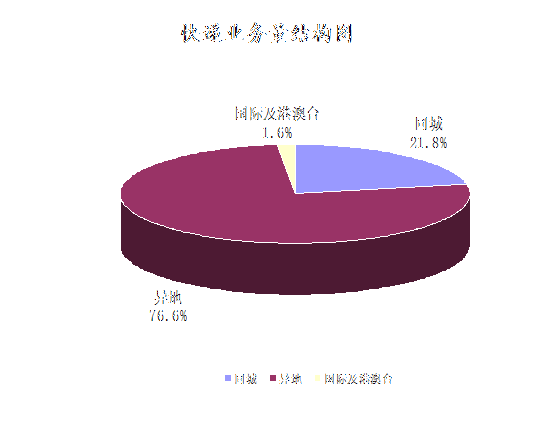 快递业务量结构图
国际及港澳台
1.6%
同城
21.8%
异地
76.6%
同城 异地 国际及港澳台